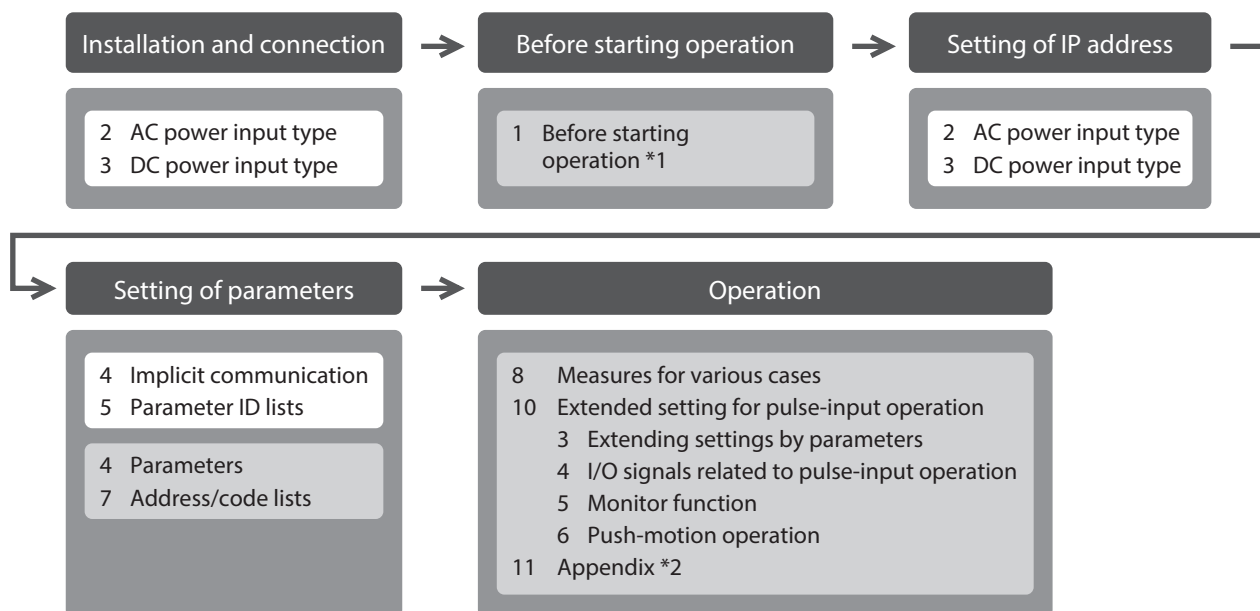 Installation and connection
Before starting operation
Setting of IP address
2 AC power input type
3 DC power input type
1 Before starting
operation *1
2 AC power input type
3 DC power input type
Setting of parameters
Operation
4 Implicit communication
5 Parameter ID lists
4 Parameters
7 Address/code lists
8 Measures for various cases
10 Extended setting for pulse-input operation
3 Extending settings by parameters
4 I/O signals related to pulse-input operation
5 Monitor function
6 Push-motion operation
11 Appendix *2